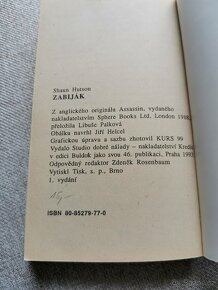 Shaun Hutson
ZABIJÁK
Z anglického originálu Assassin, vydaného
nakladatelstvím Sphere Books Ltd, London 1988,
přeložila Libuše Palková
Obálku navrhl Jiří Helcel
Grafickou úpravu a sazbu zhotovil KURS 99
Vydalo Studio dobré nálady - nakladatelství Kredit
v edici Buldok jako svou 46. publikaci, Praha 1993
Odpovědný redaktor Zdeněk Rosenbaum
Vytiskl Tisk, s. p., Brno
1. vydání
ISBN 80-85279-77-0